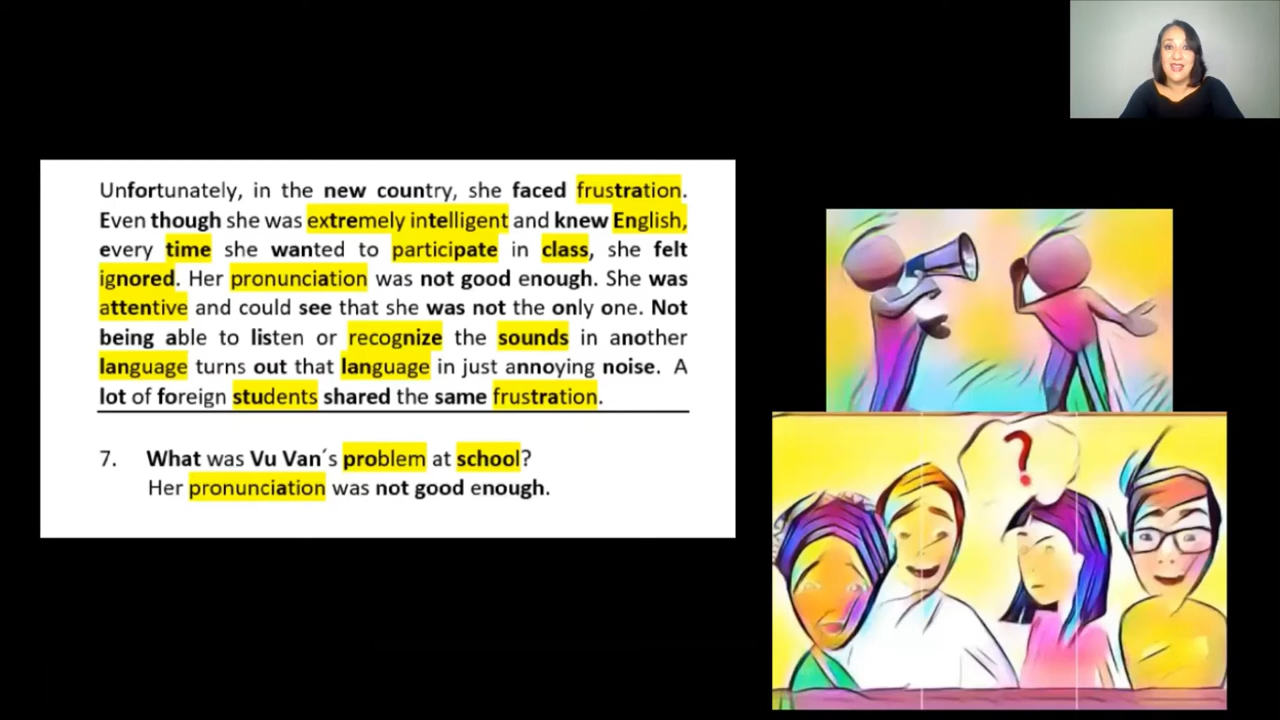 Unfortunately, in the new country, she faced frustration.
Even though she was extremely intelligent and knew English,
every time she wanted to participate in class, she felt
ignored. Her pronunciation was not good enough. She was
attentive and could see that she was not the only one. Not
being able to listen or recognize the sounds in another
language turns out that language in just annoying noise. A
lot of foreign students shared the same frustration.
7. What was Vu Van´s problem at school?
Her pronunciation was not good enough.
?